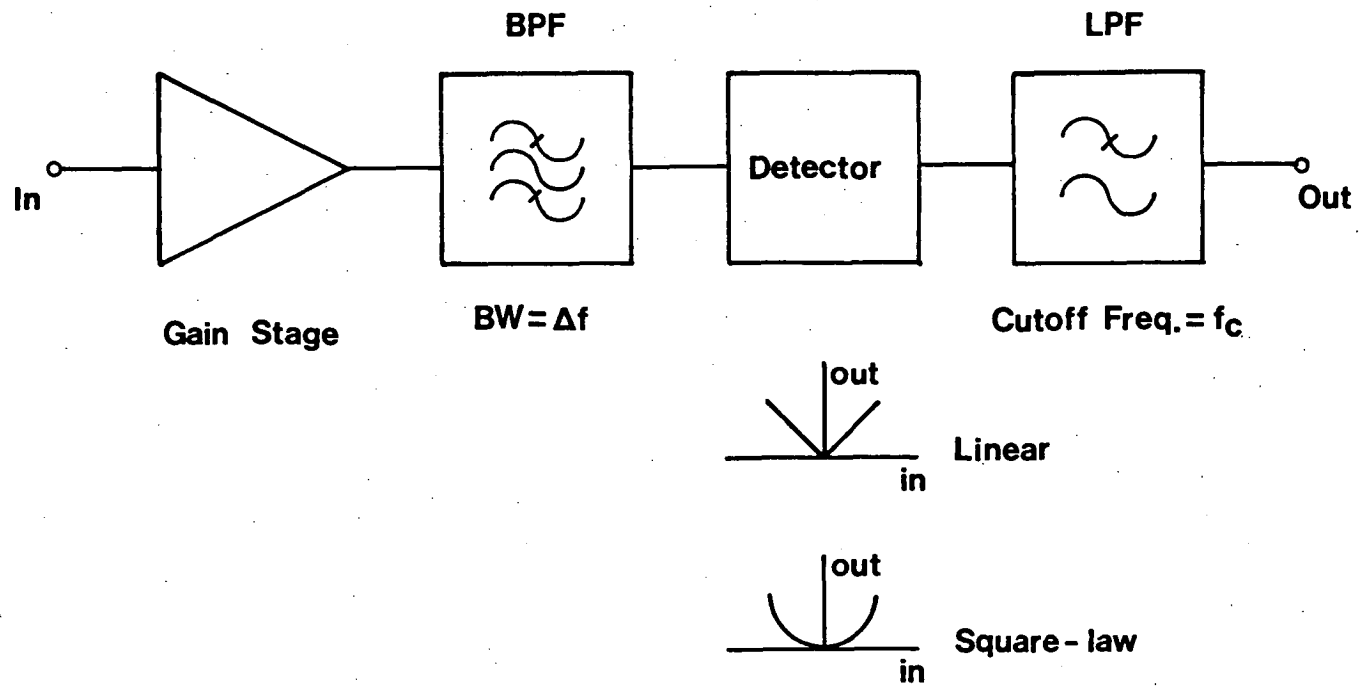 BPF
LPF
In
Detector
Out
Gain Stage
BW = Δf
Cutoff Freq. = fc
out
in
Linear
out
in
Square-law